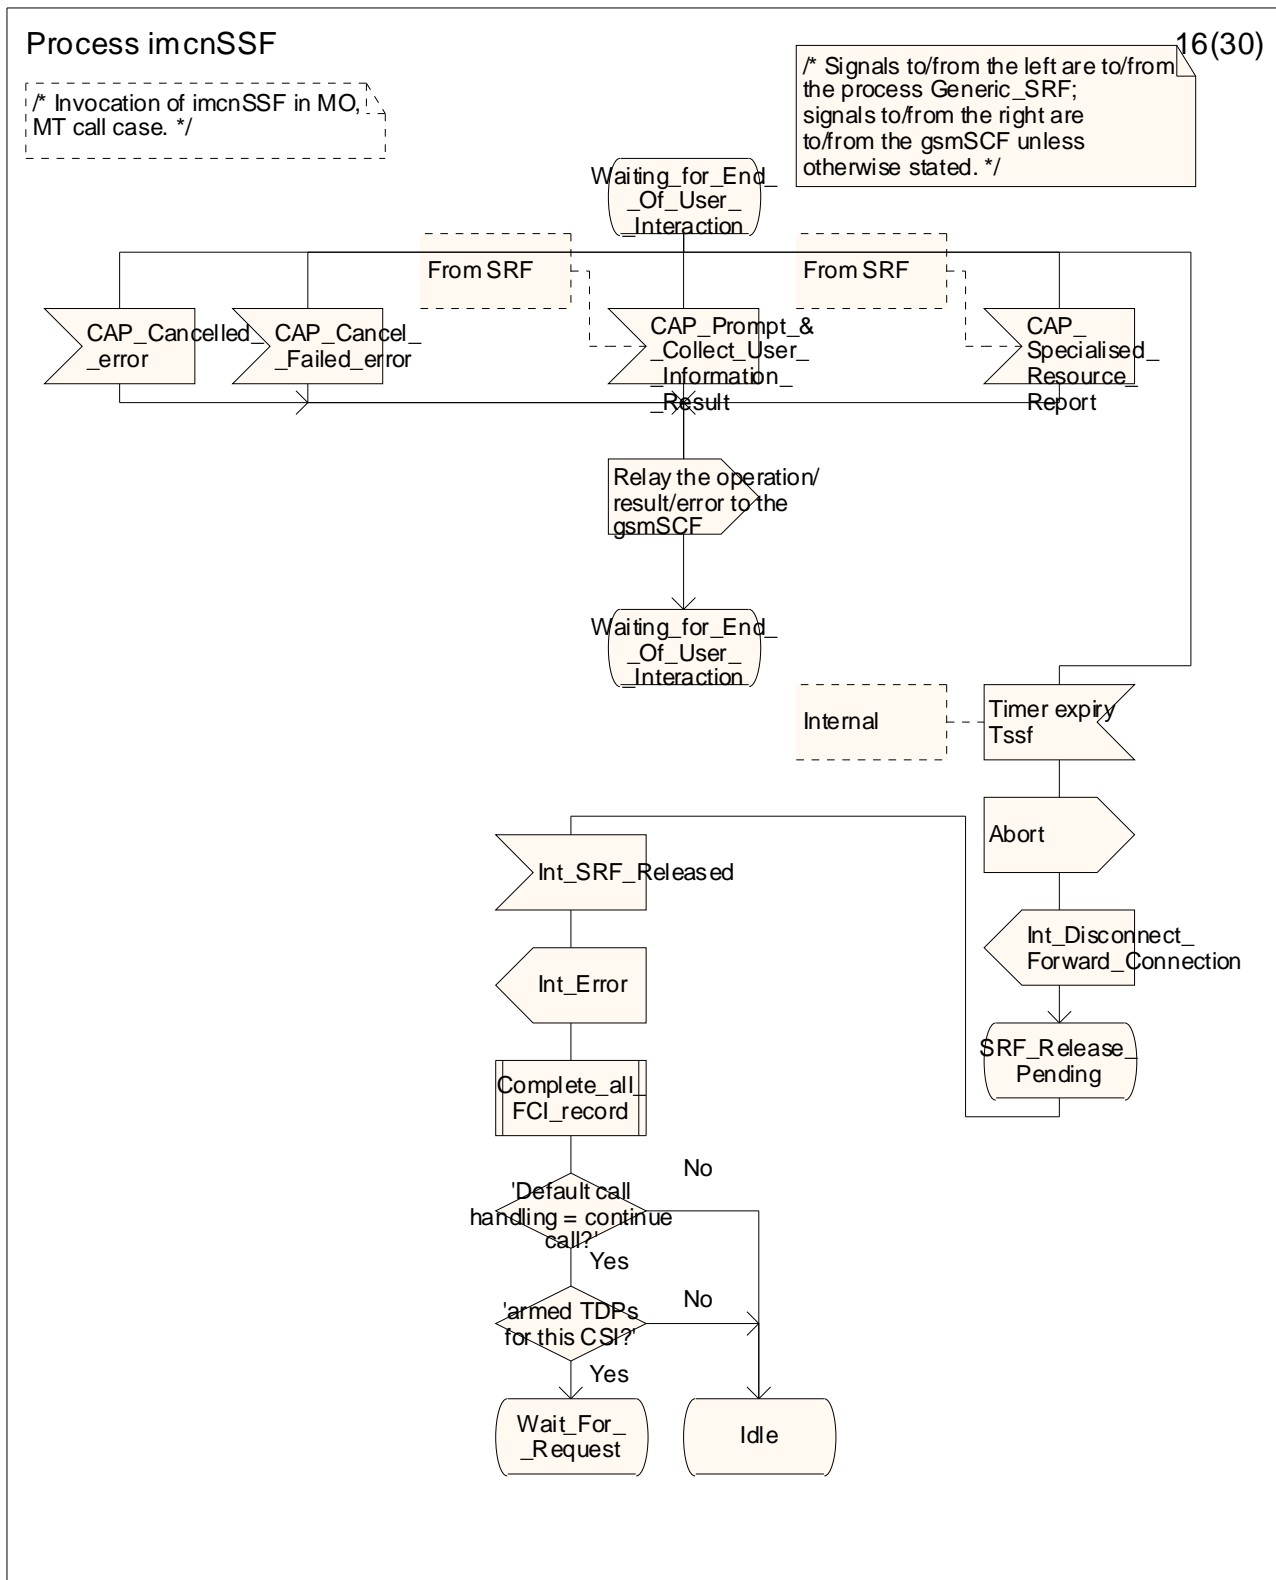 Process imcnSSF
16(30)
/* Invocation of imcnSSF in MO,
MT call case. */
/* Signals to/from the left are to/from
the process Generic_SRF;
signals to/from the right are
to/from the gsmSCF unless
otherwise stated. */
Waiting_for_End_
_Of_User_
_Interaction
From SRF
From SRF
CAP_Cancelled_
_error
CAP_Cancel_
_Failed_error
CAP_Prompt_&
_Collect_User_
_Information_
_Result
CAP_
Specialised_
Resource_
Report
Relay the operation/
result/error to the
gsmSCF
Waiting_for_End_
_Of_User_
_Interaction
Internal
Timer expiry
Tssf
Abort
Int_SRF_Released
Int_Disconnect_
Forward_Connection
Int_Error
SRF_Release_
Pending
Complete_all_
FCI_record
No
'Default call
handling = continue
call?'
Yes
No
'armed TDPs
for this CSI?'
Yes
Wait_For_
_Request
Idle